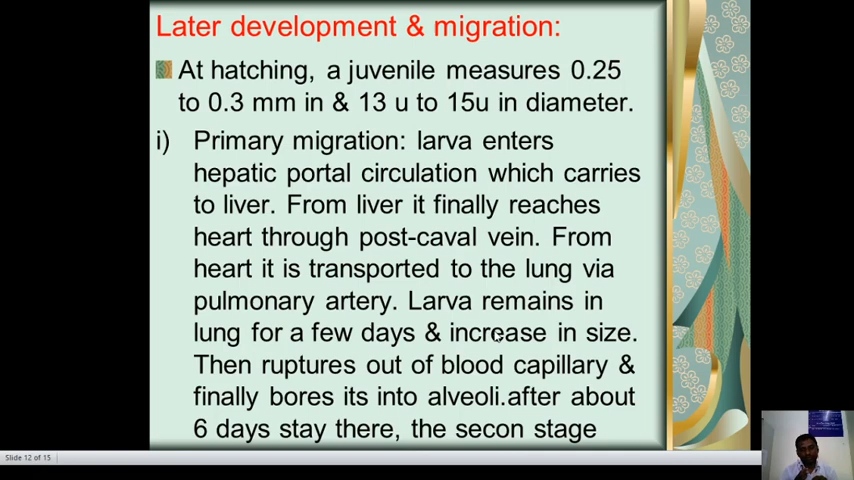 Later development & migration:
At hatching, a juvenile measures 0.25
to 0.3 mm in & 13 u to 15u in diameter.
i) Primary migration: larva enters
hepatic portal circulation which carries
to liver. From liver it finally reaches
heart through post-caval vein. From
heart it is transported to the lung via
pulmonary artery. Larva remains in
lung for a few days & increase in size.
Then ruptures out of blood capillary &
finally bores its into alveoli.after about
6 days stay there, the secon stage
Slide 12 of 15